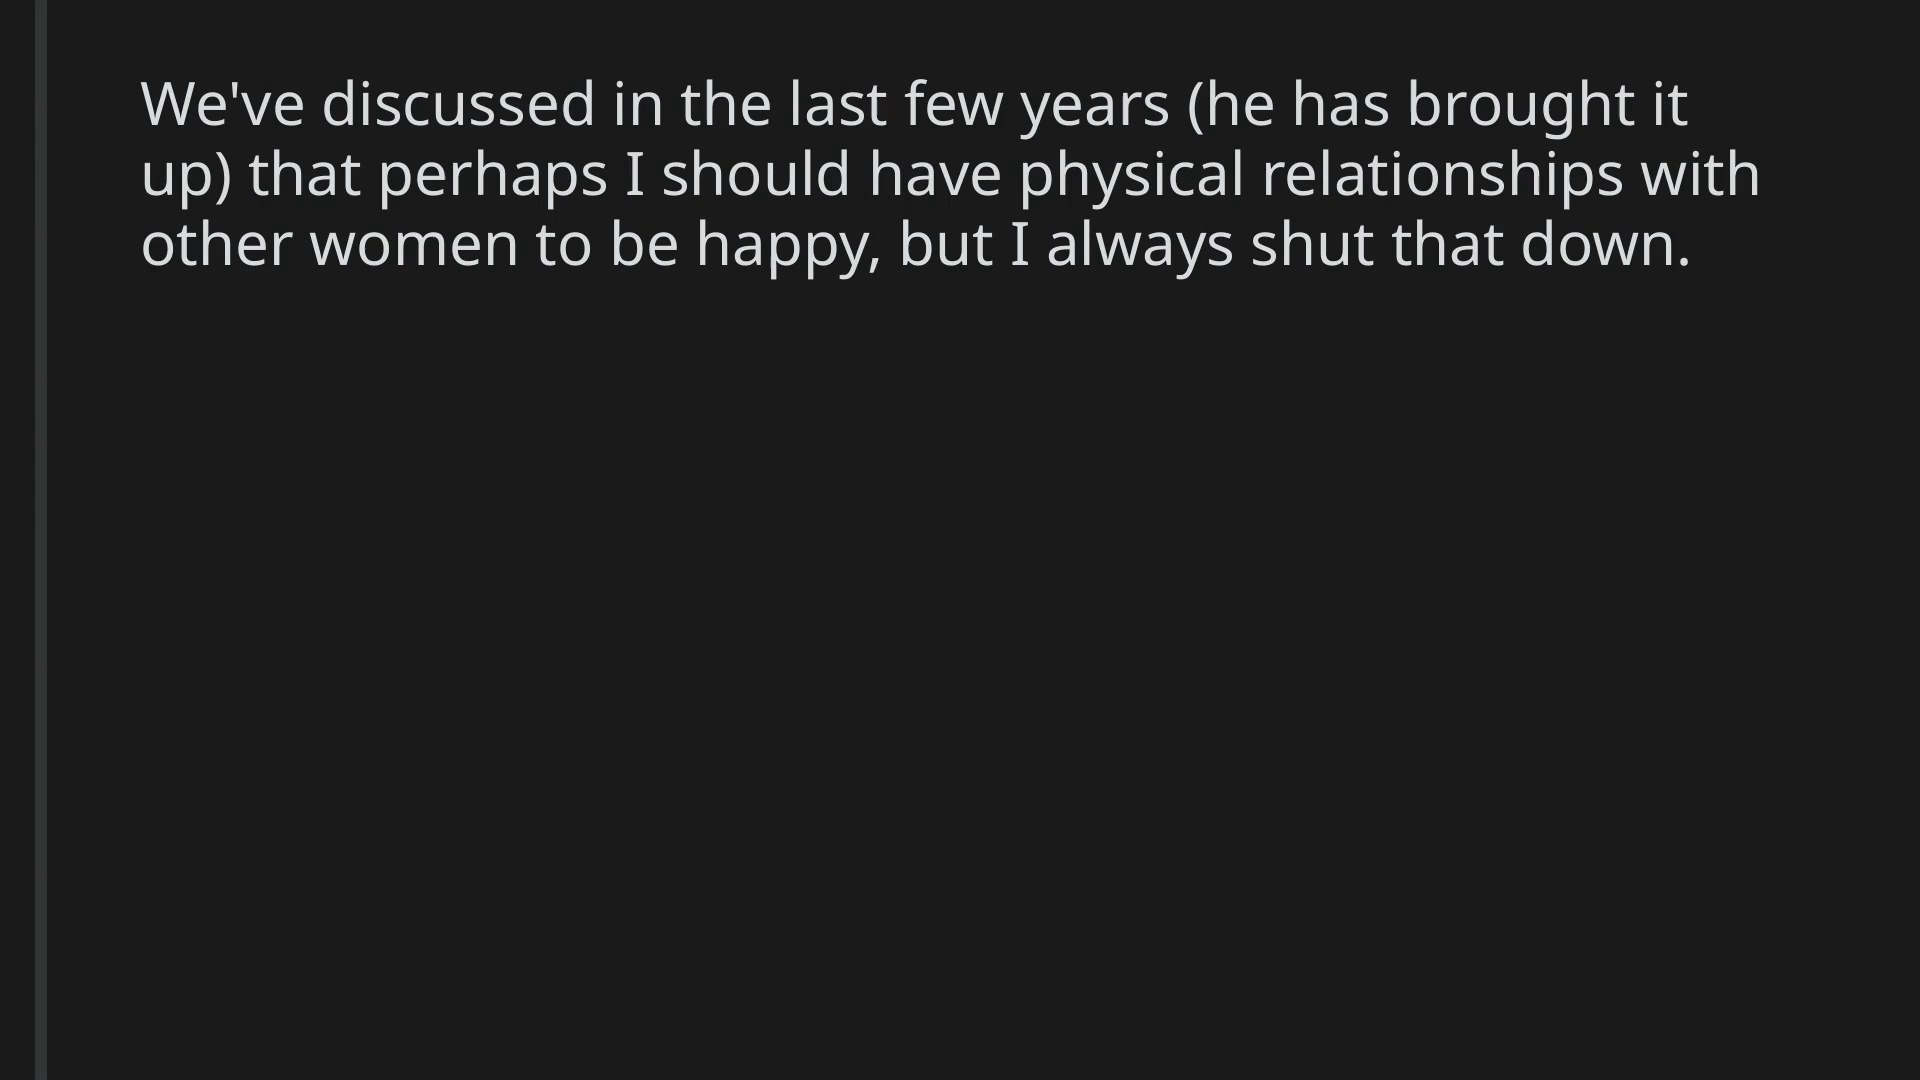 We've discussed in the last few years (he has brought it
up) that perhaps I should have physical relationships with
other women to be happy, but I always shut that down.